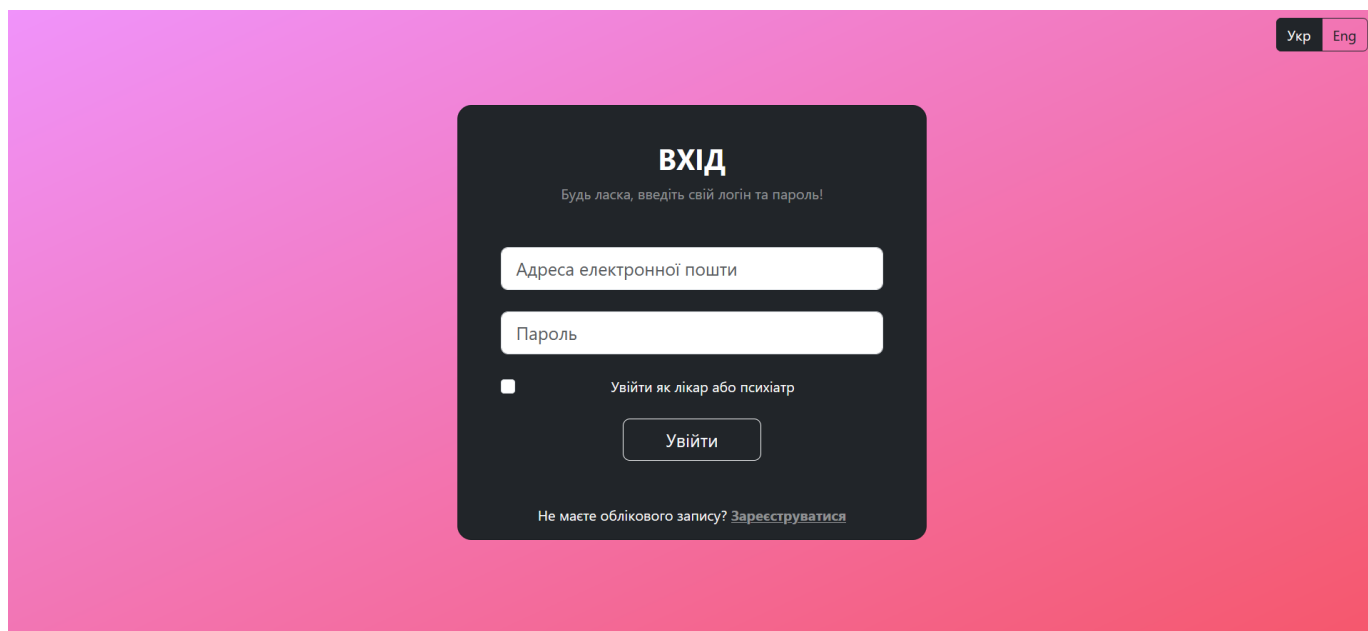 Укр Eng
ВХІД
Будь ласка, введіть свій логін та пароль!
Адреса електронної пошти
Пароль
Увійти як лікар або психіатр
Увійти
Не маєте облікового запису? Зареєструватися